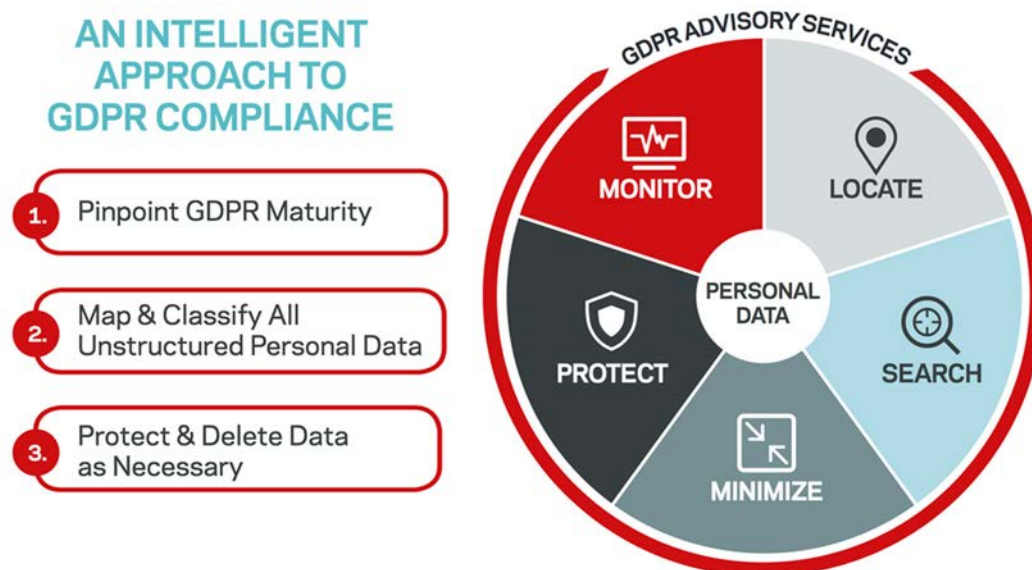 AN INTELLIGENT
APPROACH TO
GDPR COMPLIANCE
1. Pinpoint GDPR Maturity
2. Map & Classify All
Unstructured Personal Data
3. Protect & Delete Data
as Necessary
GDPR ADVISORY SERVICES
MONITOR
LOCATE
PERSONAL
DATA
PROTECT
SEARCH
MINIMIZE